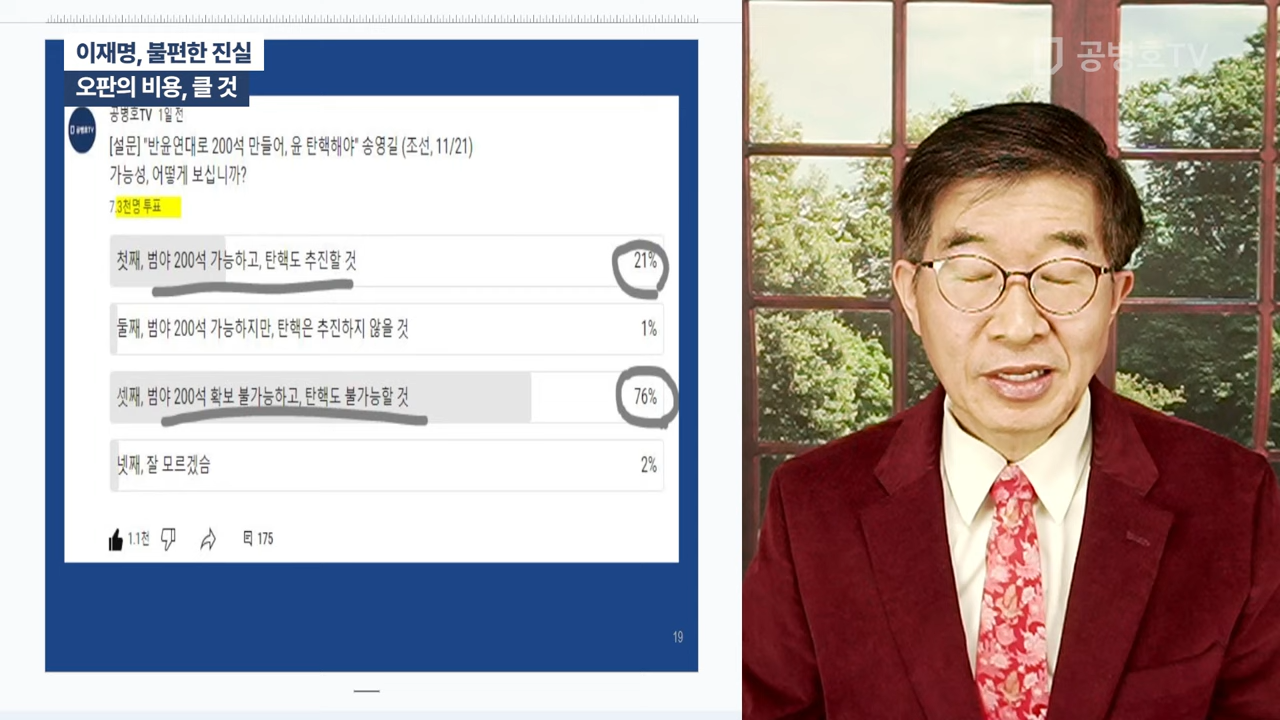 이재명, 불편한 진실
오판의 비용, 클 것
공병호TV
공병호TV 1일 전
공병호TV
[설문] "반윤연대로 200석 만들어, 윤 탄핵해야" 송영길 (조선, 11/21)
가능성, 어떻게 보십니까?
7.3천명 투표
첫째, 범야 200석 가능하고, 탄핵도 추진할 것 21%
둘째, 범야 200석 가능하지만, 탄핵은 추진하지 않을 것 1%
셋째, 범야 200석 확보 불가능하고, 탄핵도 불가능할 것 76%
넷째, 잘 모르겠슴 2%
1.1천 175
19